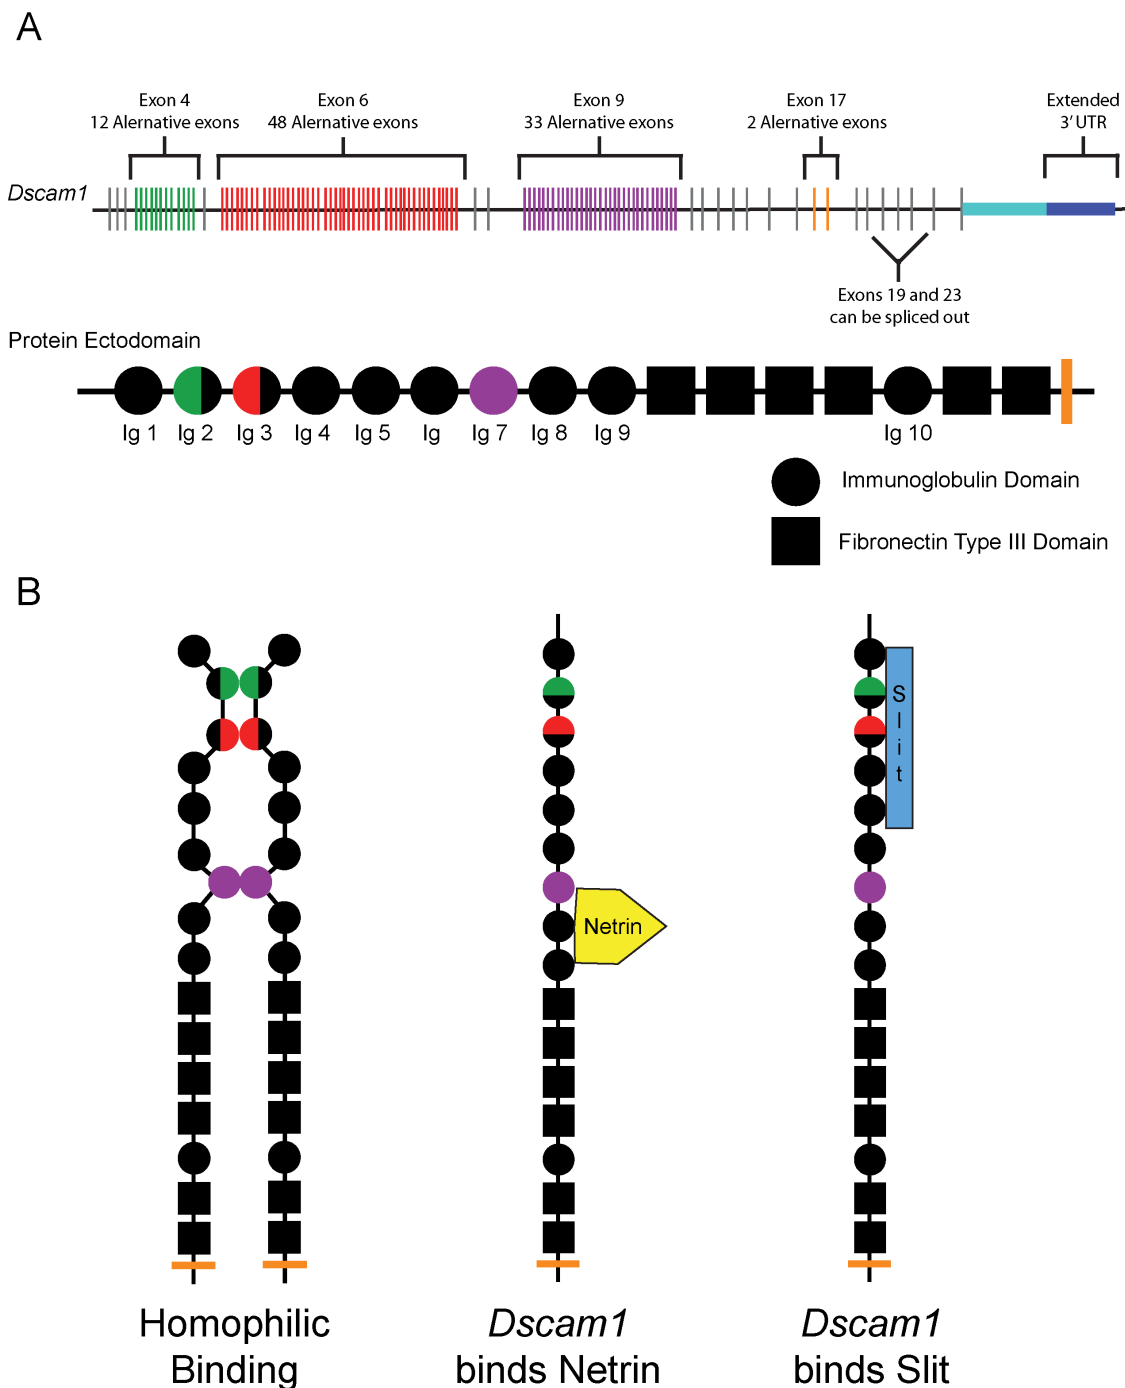 A
Exon 4
12 Alernative exons
Exon 6
48 Alernative exons
Exon 9
33 Alernative exons
Exon 17
2 Alernative exons
Extended
3' UTR
Dscam1
Exons 19 and 23
can be spliced out
Protein Ectodomain
Ig 1 Ig 2 Ig 3 Ig 4 Ig 5 Ig Ig 7 Ig 8 Ig 9 Ig 10
Immunoglobulin Domain
Fibronectin Type III Domain
B
Slit
Netrin
Homophilic
Binding
Dscam1
binds Netrin
Dscam1
binds Slit